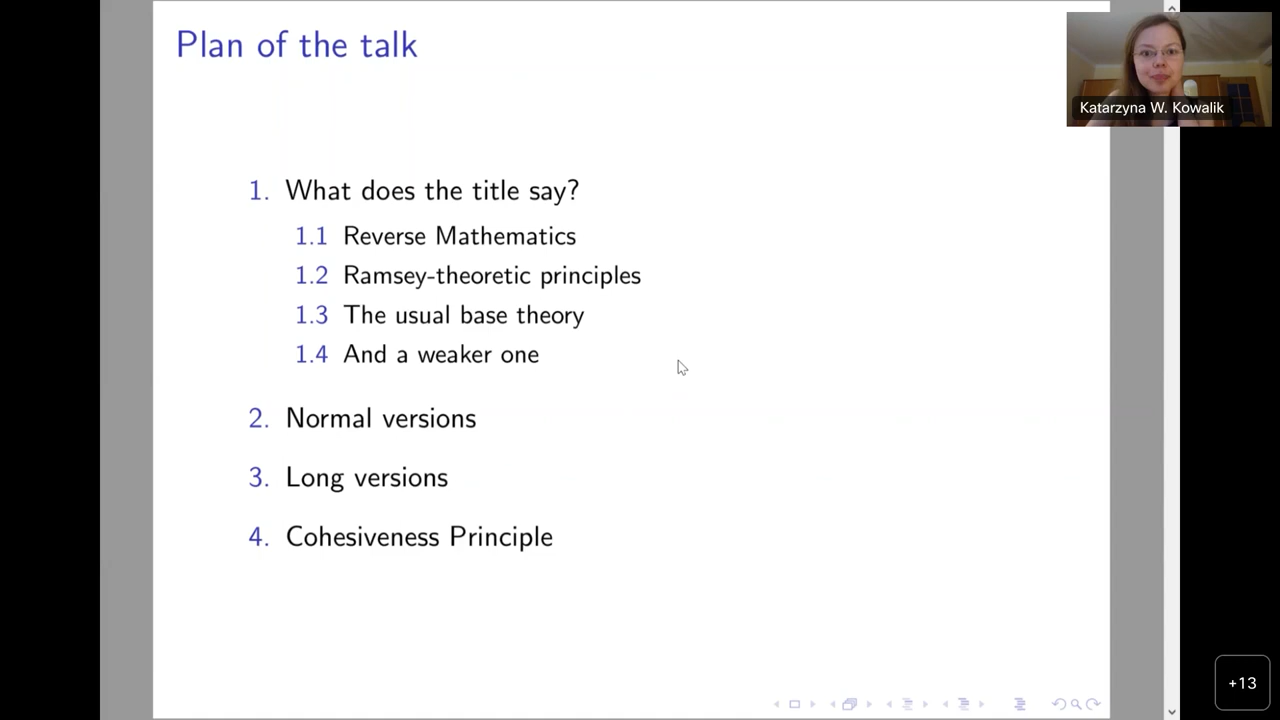 Plan of the talk
Katarzyna W. Kowalik
1. What does the title say?
1.1 Reverse Mathematics
1.2 Ramsey-theoretic principles
1.3 The usual base theory
1.4 And a weaker one
2. Normal versions
3. Long versions
4. Cohesiveness Principle
+13